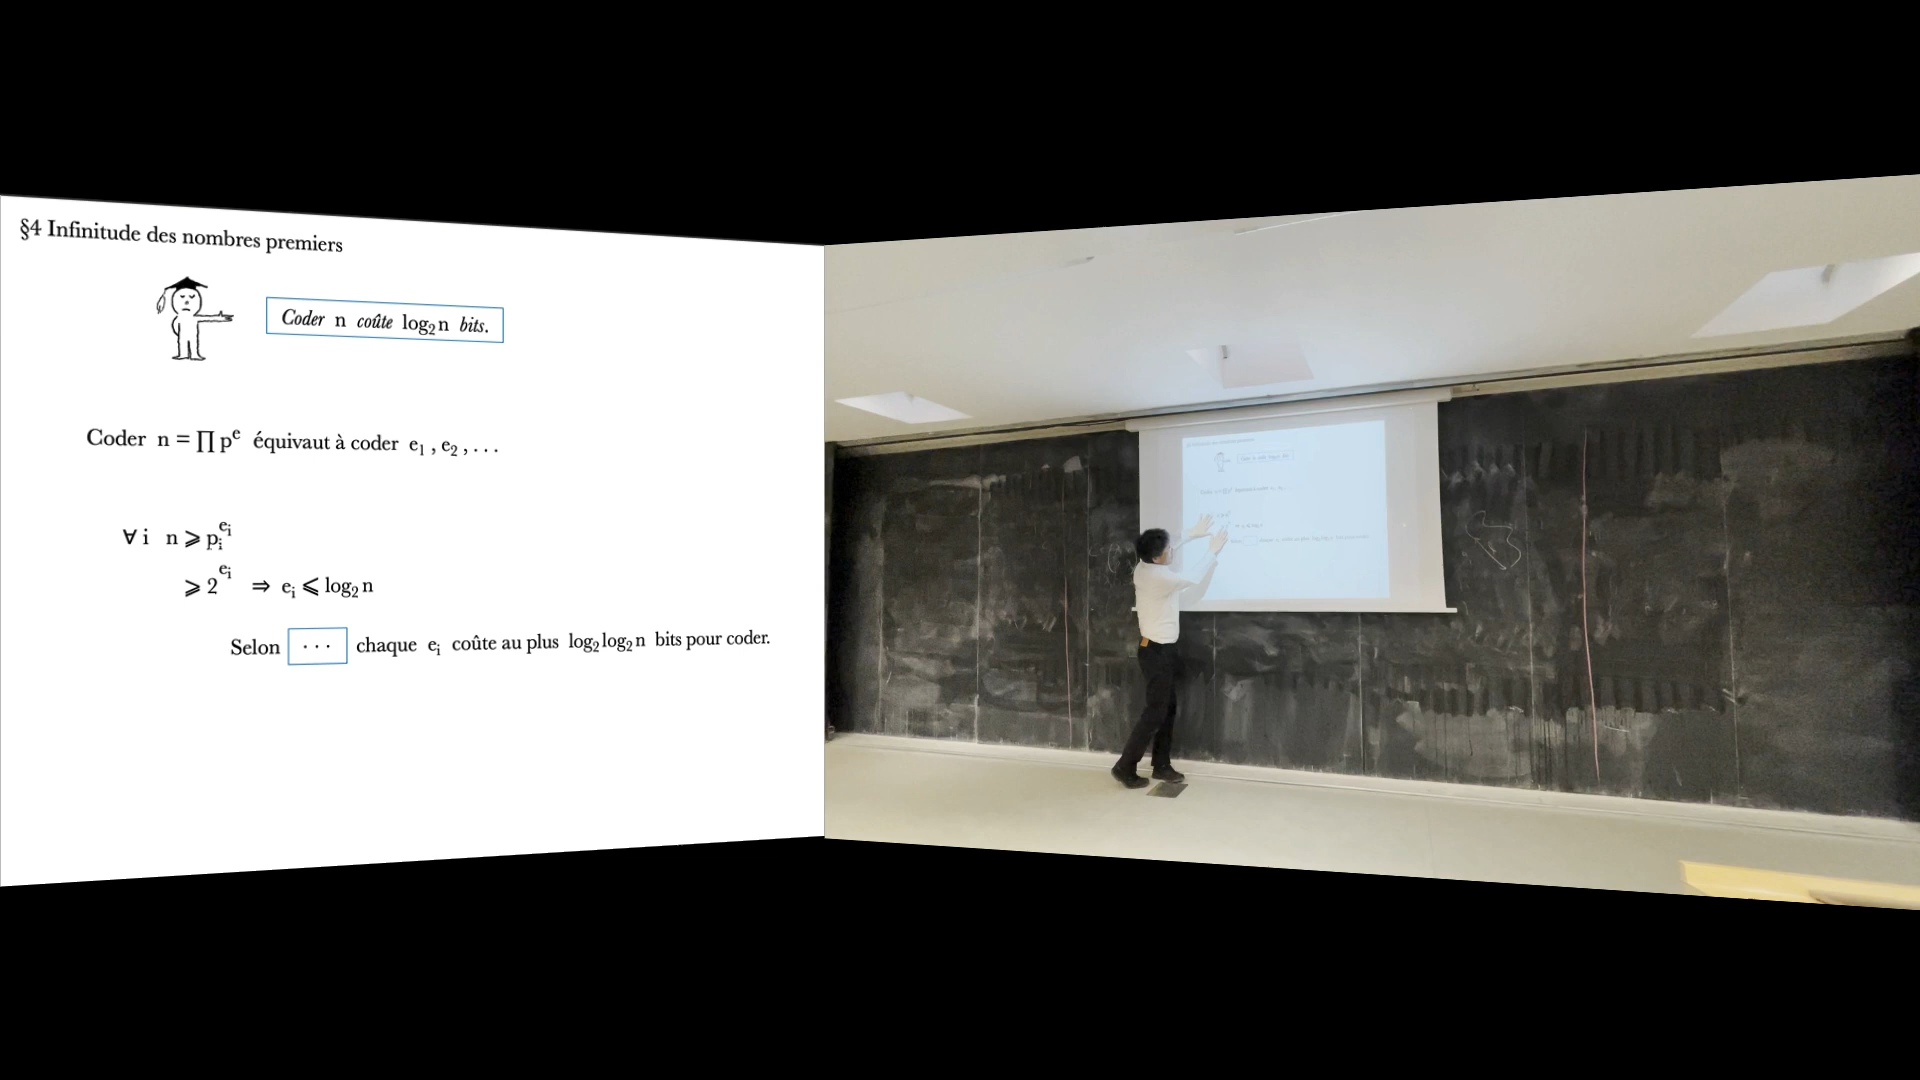 §4 Infinitude des nombres premiers
Coder n coûte log₂n bits.
Coder n = ∏ pᵉ équivaut à coder e₁ , e₂ , . . .
∀ i n ⩾ pᵢ^eᵢ
⩾ 2^eᵢ ⇒ eᵢ ⩽ log₂ n
Selon · · · chaque eᵢ coûte au plus log₂log₂ n bits pour coder.